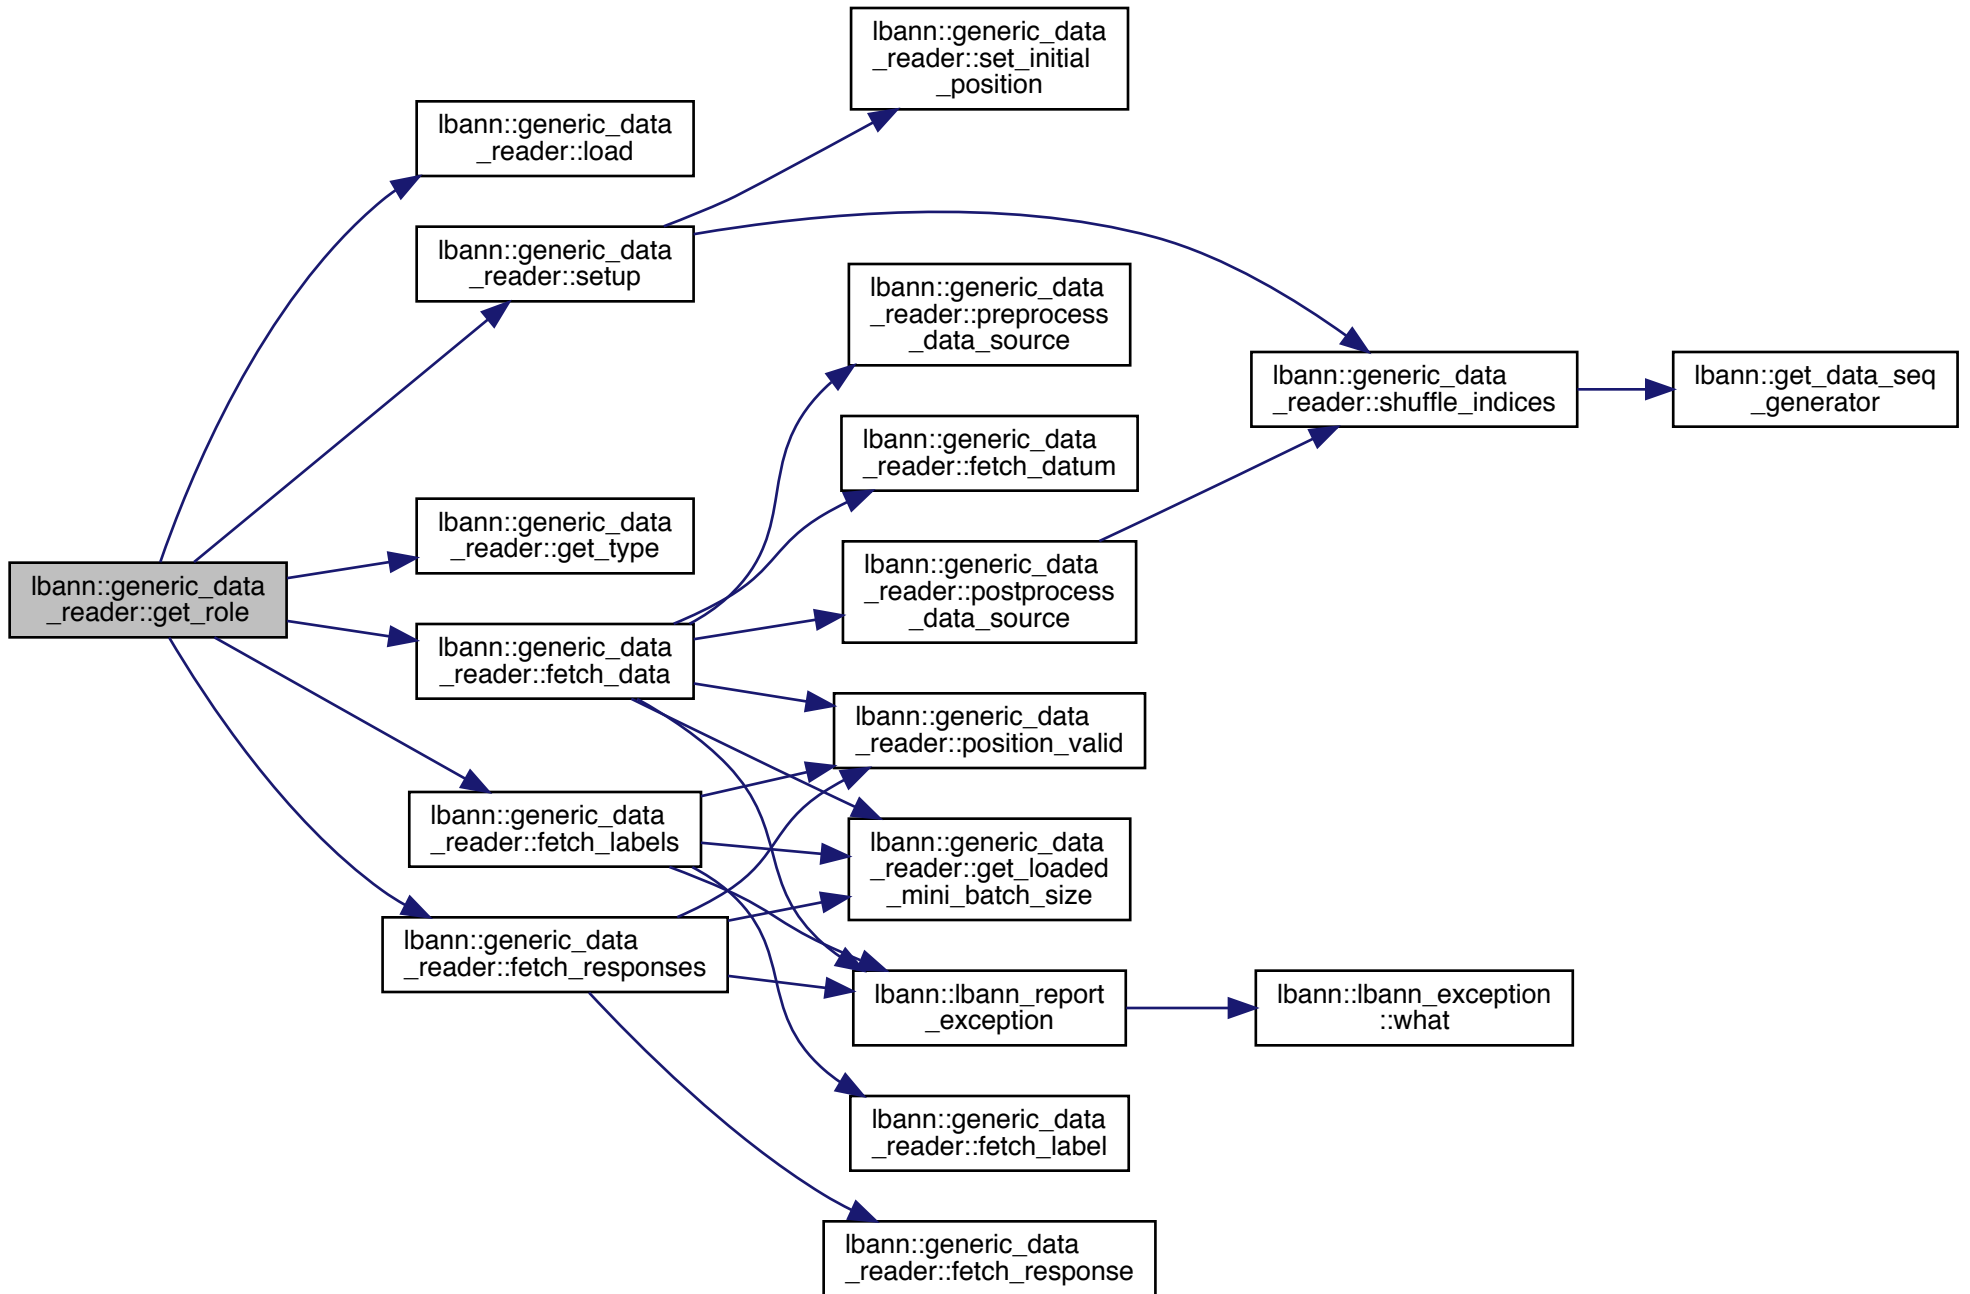 lbann::generic_data
_reader::get_role
lbann::generic_data
_reader::load
lbann::generic_data
_reader::setup
lbann::generic_data
_reader::get_type
lbann::generic_data
_reader::fetch_data
lbann::generic_data
_reader::fetch_labels
lbann::generic_data
_reader::fetch_responses
lbann::generic_data
_reader::set_initial
_position
lbann::generic_data
_reader::preprocess
_data_source
lbann::generic_data
_reader::fetch_datum
lbann::generic_data
_reader::postprocess
_data_source
lbann::generic_data
_reader::position_valid
lbann::generic_data
_reader::get_loaded
_mini_batch_size
lbann::lbann_report
_exception
lbann::generic_data
_reader::fetch_label
lbann::generic_data
_reader::fetch_response
lbann::generic_data
_reader::shuffle_indices
lbann::lbann_exception
::what
lbann::get_data_seq
_generator